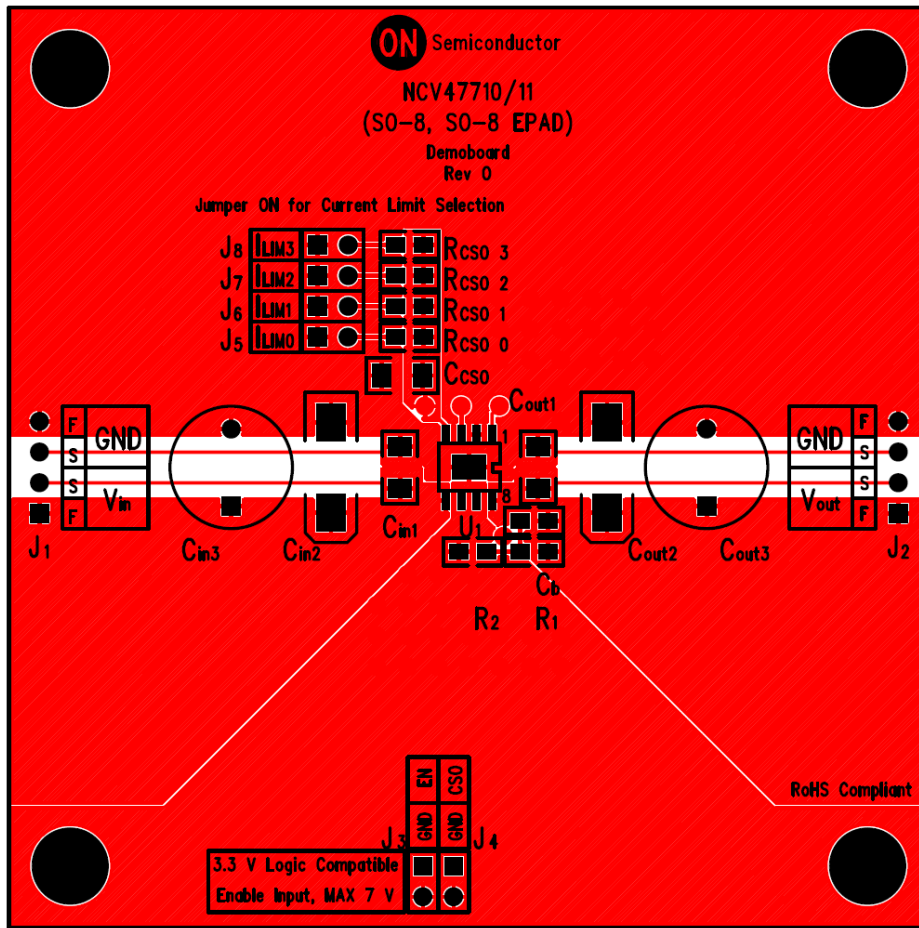 ON Semiconductor
NCV47710/11
(SO-8, SO-8 EPAD)
Demoboard
Rev 0
Jumper ON for Current Limit Selection
J8 ILIM3 RCSO 3
J7 ILIM2 RCSO 2
J6 ILIM1 RCSO 1
J5 ILIM0 RCSO 0
CCSO
Cout1
F GND S
S Vin F
J1
Cin3
Cin2
Cin1
1
8
U1
GND F S
Vout S F
Cout2
Cout3
J2
Cb
R2
R1
EN CSO
GND GND
J3 J4
RoHS Compliant
3.3 V Logic Compatible
Enable Input, MAX 7 V